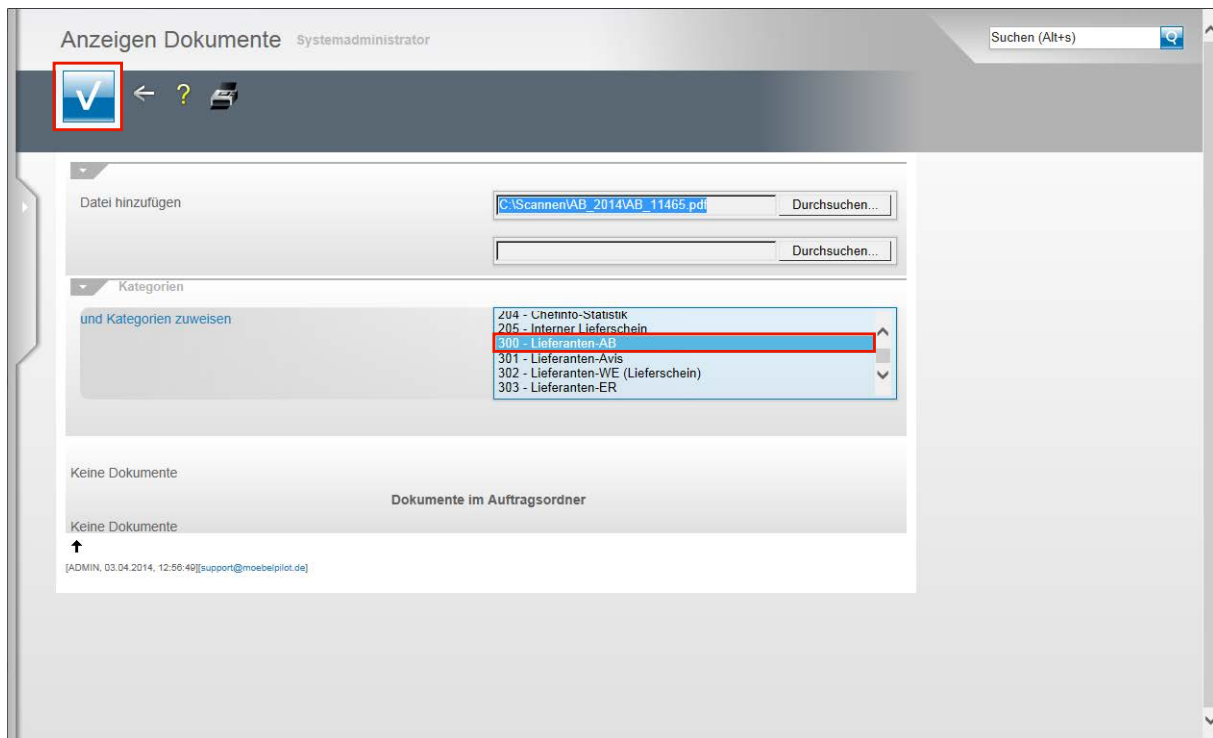 Anzeigen Dokumente Systemadministrator
Suchen (Alt+s)
?
Datei hinzufügen
C:\Scannen\AB_2014\AB_11465.pdf
Durchsuchen...
Durchsuchen...
Kategorien
und Kategorien zuweisen
204 - Chefinfo-Statistik
205 - Interner Lieferschein
300 - Lieferanten-AB
301 - Lieferanten-Avis
302 - Lieferanten-WE (Lieferschein)
303 - Lieferanten-ER
Keine Dokumente
Dokumente im Auftragsordner
Keine Dokumente
[ADMIN, 03.04.2014, 12:56:49][support@moebelpilot.de]